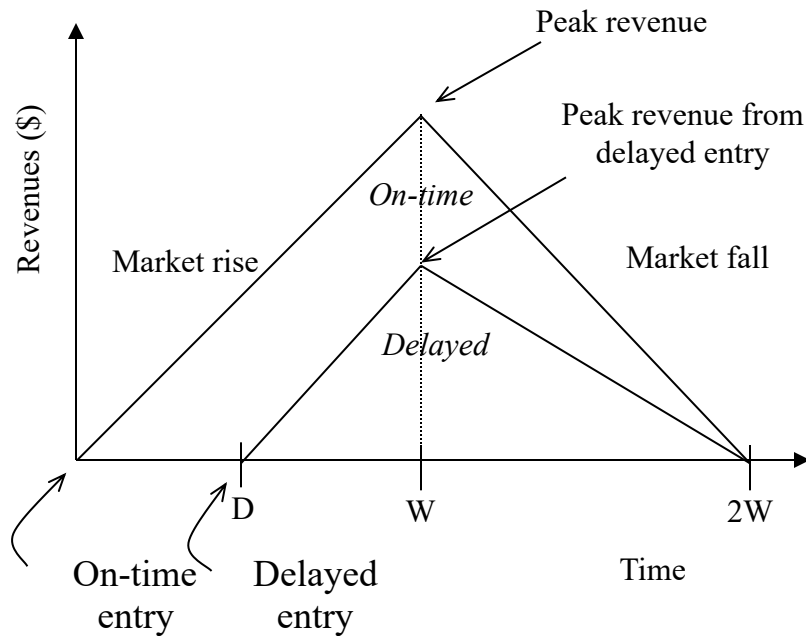 Peak revenue
Peak revenue from
delayed entry
Revenues ($)
On-time
Market rise
Market fall
Delayed
D
W
2W
On-time
entry
Delayed
entry
Time